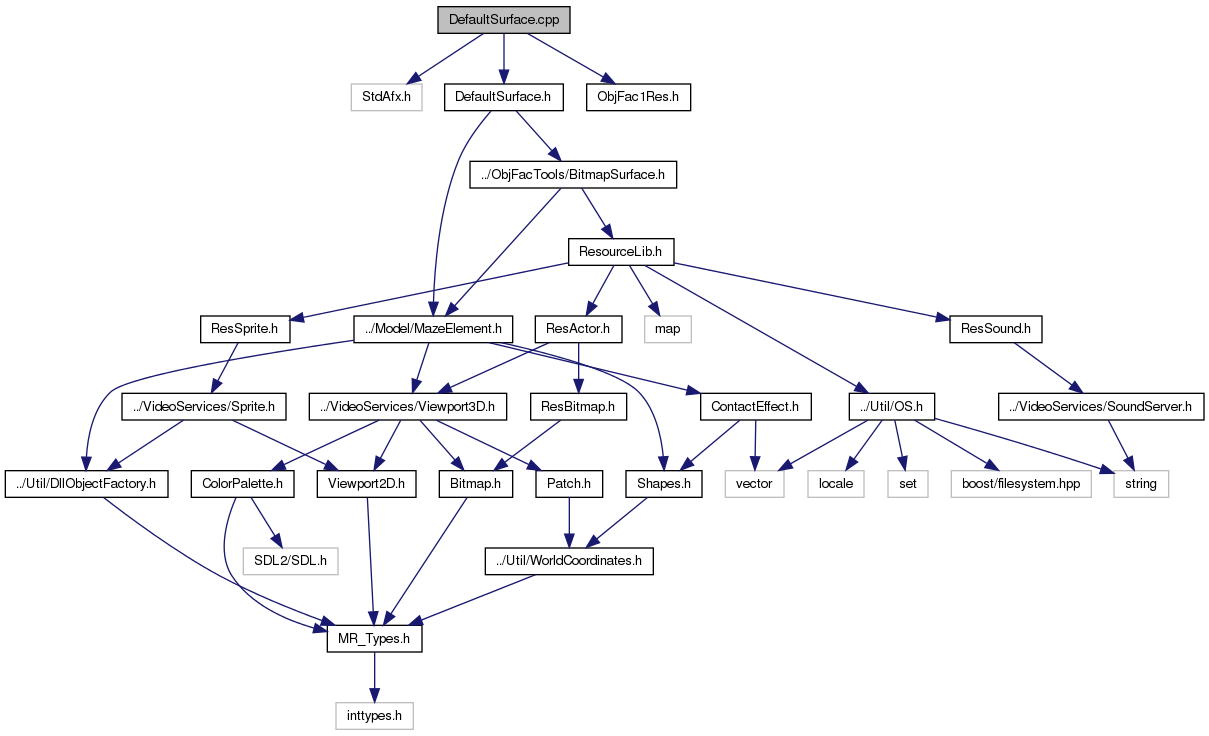 DefaultSurface.cpp
StdAfx.h
DefaultSurface.h
ObjFac1Res.h
../ObjFacTools/BitmapSurface.h
ResourceLib.h
ResSprite.h
../Model/MazeElement.h
ResActor.h
map
ResSound.h
../VideoServices/Sprite.h
../VideoServices/Viewport3D.h
ResBitmap.h
ContactEffect.h
../Util/OS.h
../VideoServices/SoundServer.h
../Util/DllObjectFactory.h
ColorPalette.h
Viewport2D.h
Bitmap.h
Patch.h
Shapes.h
vector
locale
set
boost/filesystem.hpp
string
SDL2/SDL.h
../Util/WorldCoordinates.h
MR_Types.h
inttypes.h